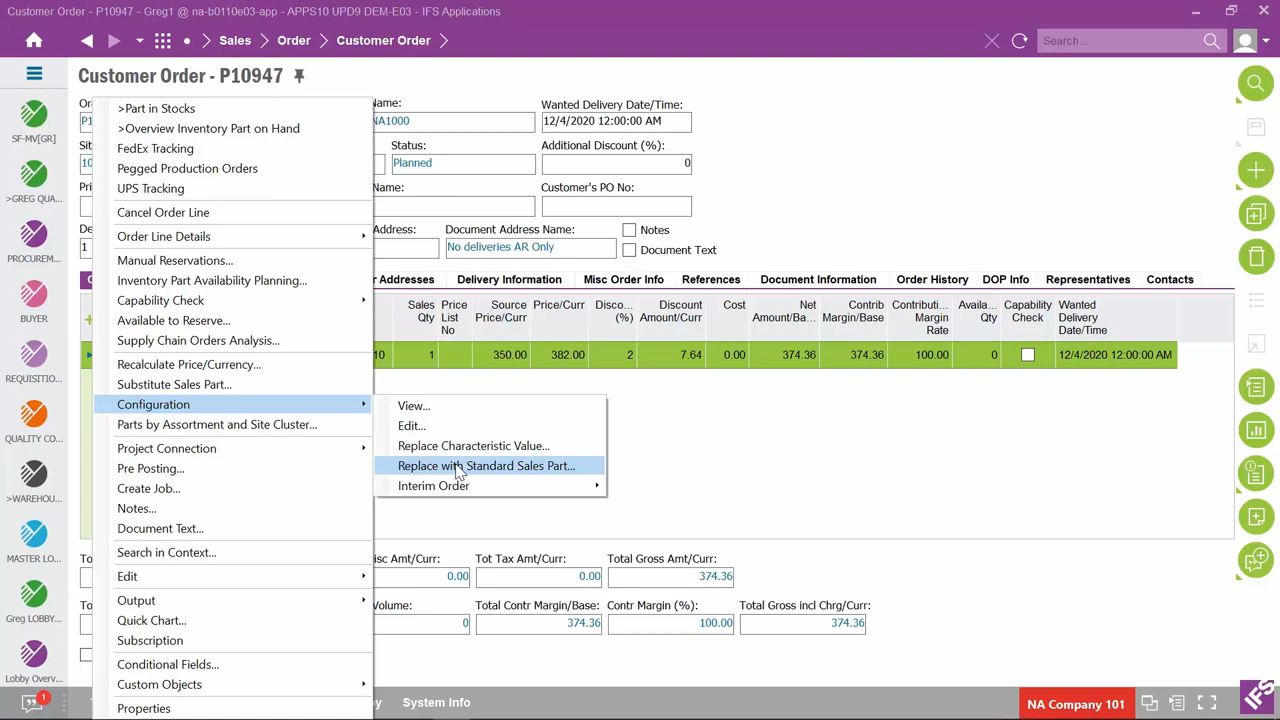 Customer Order - P10947 - Greg1 @ na-b0110e03-app - APPS10 UPD9 DEM-E03 - IFS Applications
Sales
Order
Customer Order
Search...
Customer Order - P10947
SF-MV[GR]
>GREG QUA...
PROCUREM...
BUYER
REQUISITIO...
QUALITY CO...
>WAREHOU...
MASTER LO...
Greg LOBBY...
Lobby Overv...
Or
Name:
Wanted Delivery Date/Time:
P1
NA1000
12/4/2020 12:00:00 AM
Sit
Status:
Additional Discount (%):
10
Planned
0
Pri
Name:
Customer's PO No:
De
Address:
Document Address Name:
Notes
1
No deliveries AR Only
Document Text
r Addresses
Delivery Information
Misc Order Info
References
Document Information
Order History
DOP Info
Representatives
Contacts
Sales
Qty
Price
List
No
Source
Price/Curr
Price/Curr
Disco...
(%)
Discount
Amount/Curr
Cost
Net
Amount/Ba...
Contrib
Margin/Base
Contributi...
Margin
Rate
Availab
Qty
Capability
Check
Wanted
Delivery
Date/Time
10
1
350.00
382.00
2
7.64
0.00
374.36
374.36
100.00
0
12/4/2020 12:00:00 AM
>Part in Stocks
>Overview Inventory Part on Hand
FedEx Tracking
Pegged Production Orders
UPS Tracking
Cancel Order Line
Order Line Details
Manual Reservations...
Inventory Part Availability Planning...
Capability Check
Available to Reserve...
Supply Chain Orders Analysis...
Recalculate Price/Currency...
Substitute Sales Part...
Configuration
Parts by Assortment and Site Cluster...
Project Connection
Pre Posting...
Create Job...
Notes...
Document Text...
Search in Context...
Edit
Output
Quick Chart...
Subscription
Conditional Fields...
Custom Objects
Properties
View...
Edit...
Replace Characteristic Value...
Replace with Standard Sales Part...
Interim Order
To
isc Amt/Curr:
Tot Tax Amt/Curr:
Total Gross Amt/Curr:
0.00
0.00
374.36
To
Volume:
Total Contr Margin/Base:
Contr Margin (%):
Total Gross incl Chrg/Curr:
0
374.36
100.00
374.36
1
ey
System Info
NA Company 101
IFS